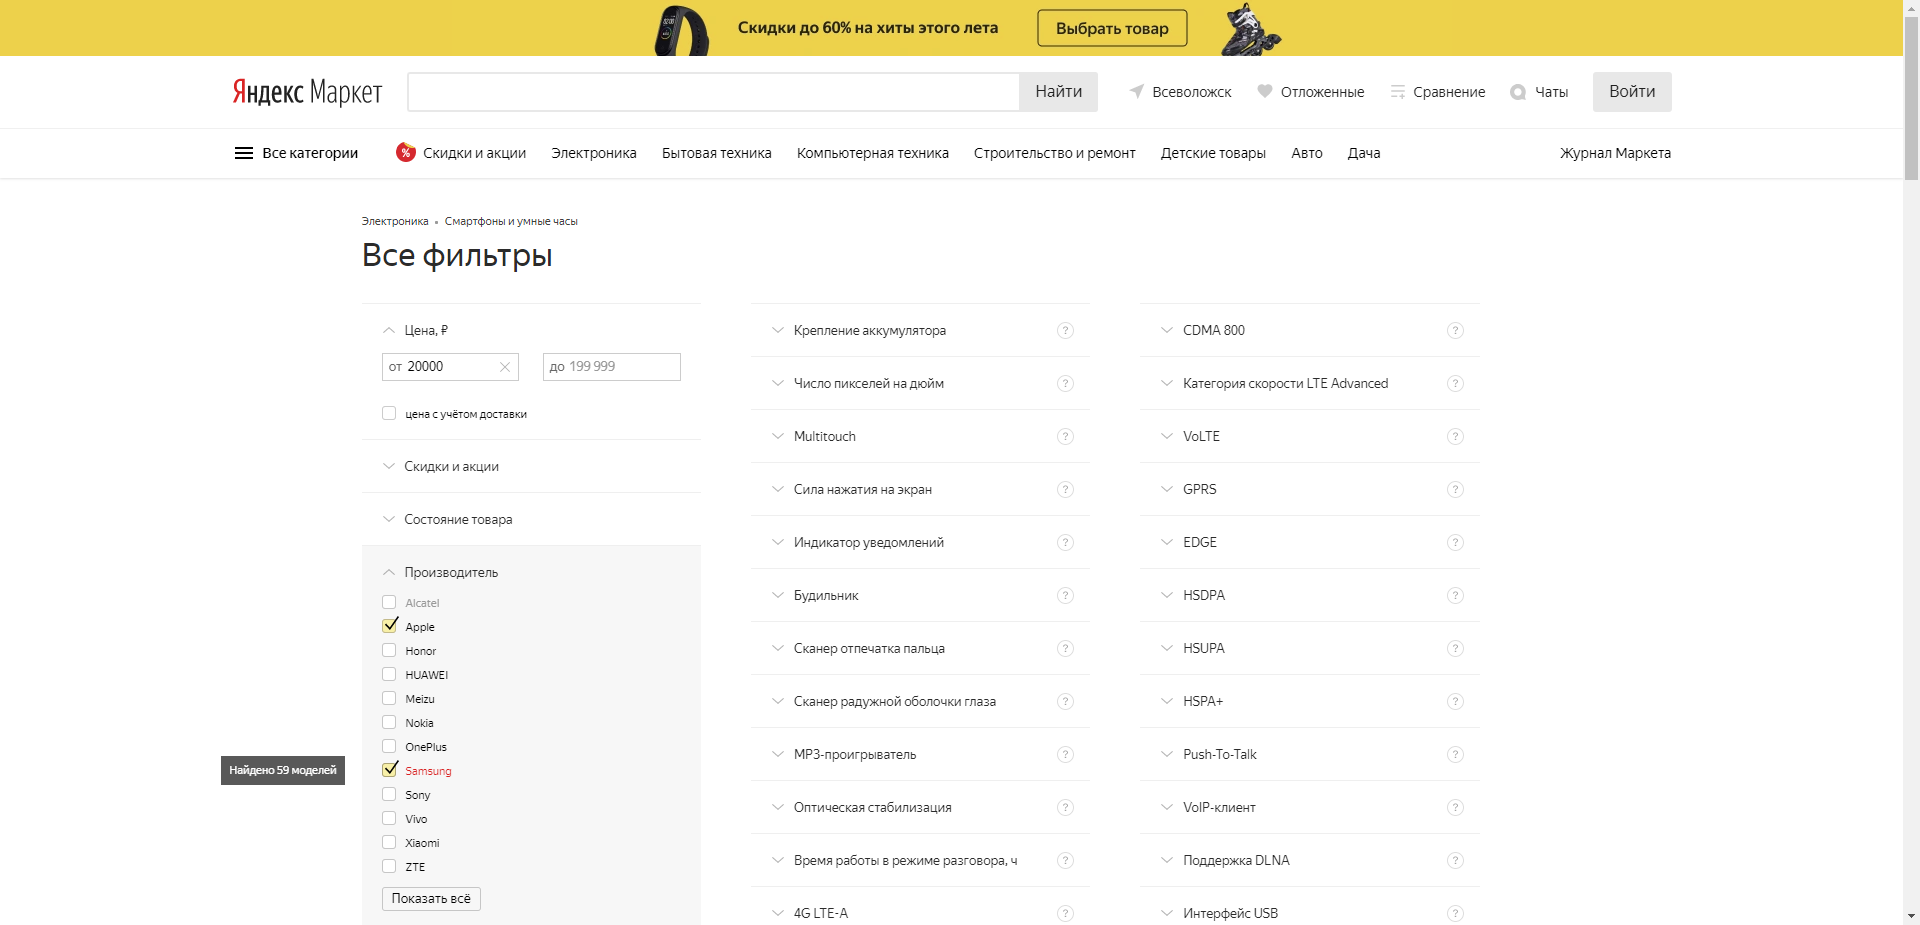 Скидки до 60% на хиты этого лета
Выбрать товар
Яндекс Маркет
Найти
Всеволожск
Отложенные
Сравнение
Чаты
Войти
Все категории
%
Скидки и акции
Электроника
Бытовая техника
Компьютерная техника
Строительство и ремонт
Детские товары
Авто
Дача
Журнал Маркета
Электроника • Смартфоны и умные часы
Все фильтры
Цена, ₽
от 20000
до 199 999
цена с учётом доставки
Скидки и акции
Состояние товара
Производитель
Alcatel
Apple
Honor
HUAWEI
Meizu
Nokia
OnePlus
Найдено 59 моделей
Samsung
Sony
Vivo
Xiaomi
ZTE
Показать всё
Крепление аккумулятора ?
Число пикселей на дюйм ?
Multitouch ?
Сила нажатия на экран ?
Индикатор уведомлений ?
Будильник ?
Сканер отпечатка пальца ?
Сканер радужной оболочки глаза ?
MP3-проигрыватель ?
Оптическая стабилизация ?
Время работы в режиме разговора, ч ?
4G LTE-A ?
CDMA 800 ?
Категория скорости LTE Advanced ?
VoLTE ?
GPRS ?
EDGE ?
HSDPA ?
HSUPA ?
HSPA+ ?
Push-To-Talk ?
VoIP-клиент ?
Поддержка DLNA ?
Интерфейс USB ?